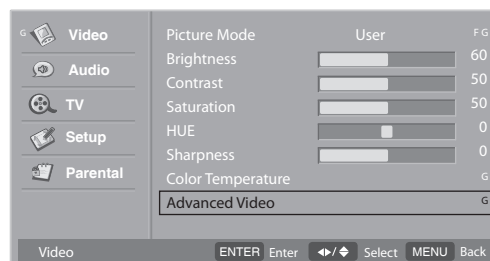 G Video
Audio
TV
Setup
Parental
Picture Mode User F G
Brightness 60
Contrast 50
Saturation 50
HUE 0
Sharpness 0
Color Temperature G
Advanced Video G
Video ENTER Enter / Select MENU Back